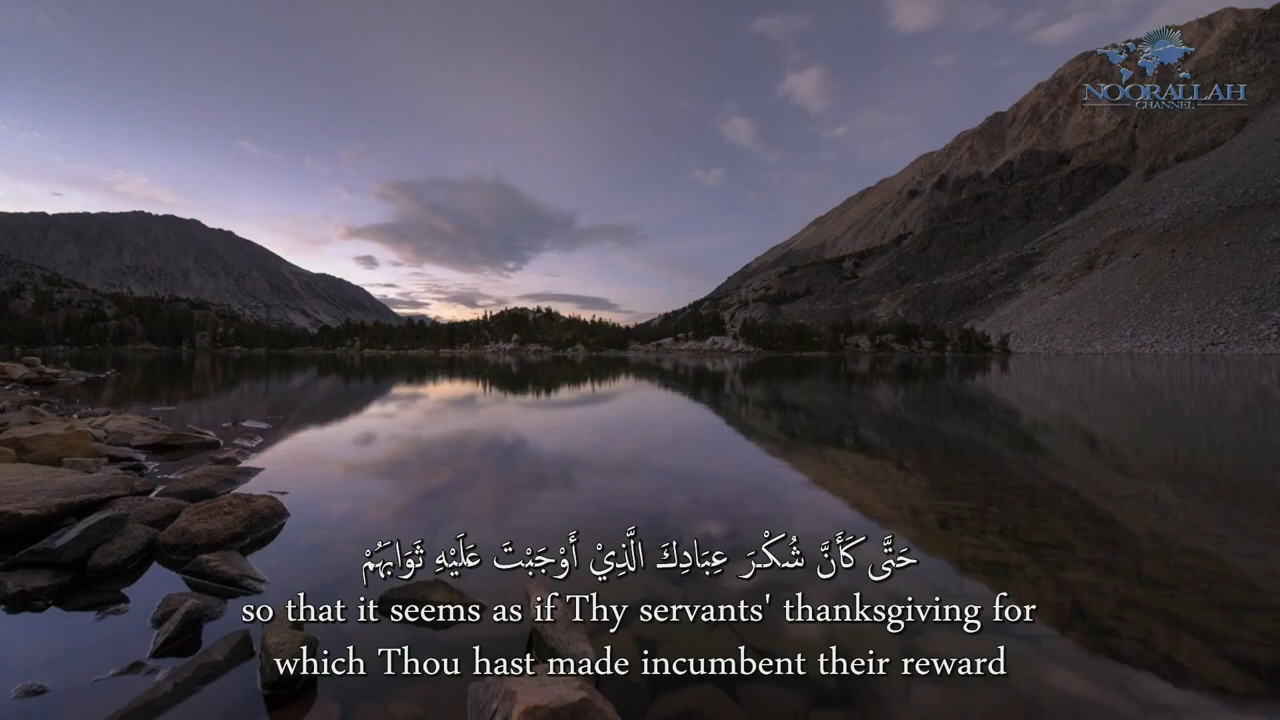 NOORALLAH
CHANNEL
حَتَّى كَأَنَّ شُكْرَ عِبَادِكَ الَّذِيْ أَوْجَبْتَ عَلَيْهِ ثَوَابَهُمْ
so that it seems as if Thy servants' thanksgiving for
which Thou hast made incumbent their reward